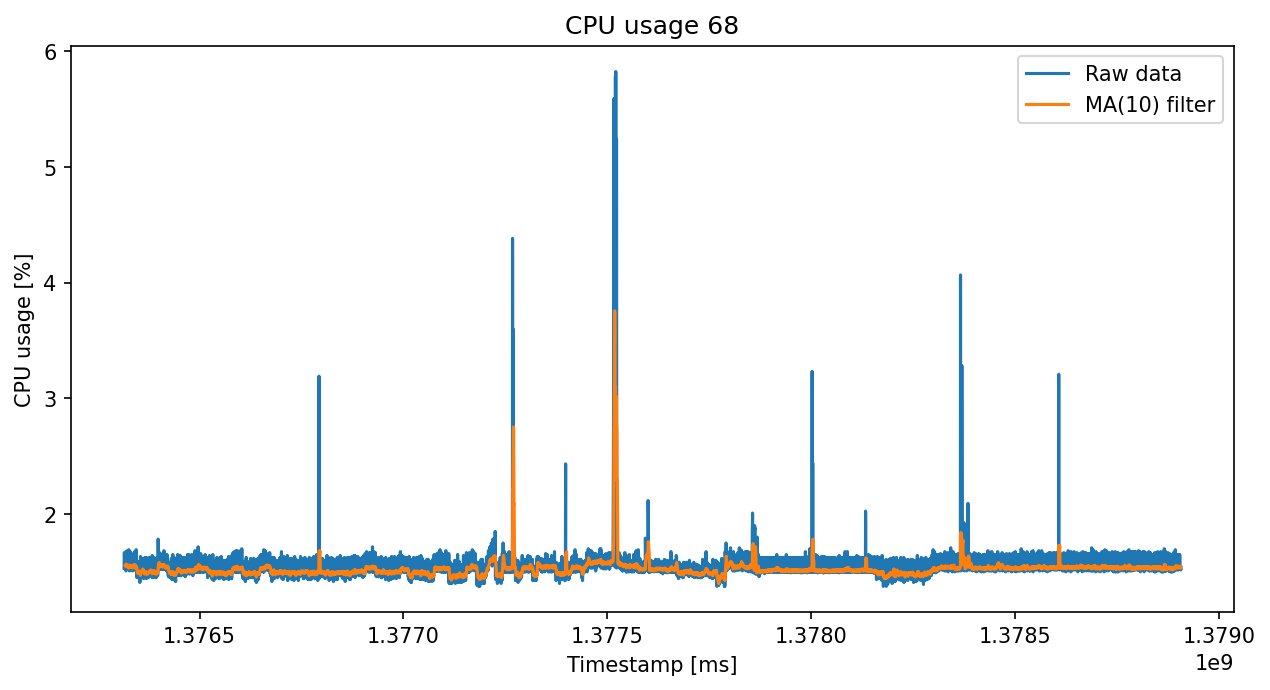 CPU usage 68
Raw data
MA(10) filter
CPU usage [%]
6
5
4
3
2
1.3765 1.3770 1.3775 1.3780 1.3785 1.3790
1e9
Timestamp [ms]